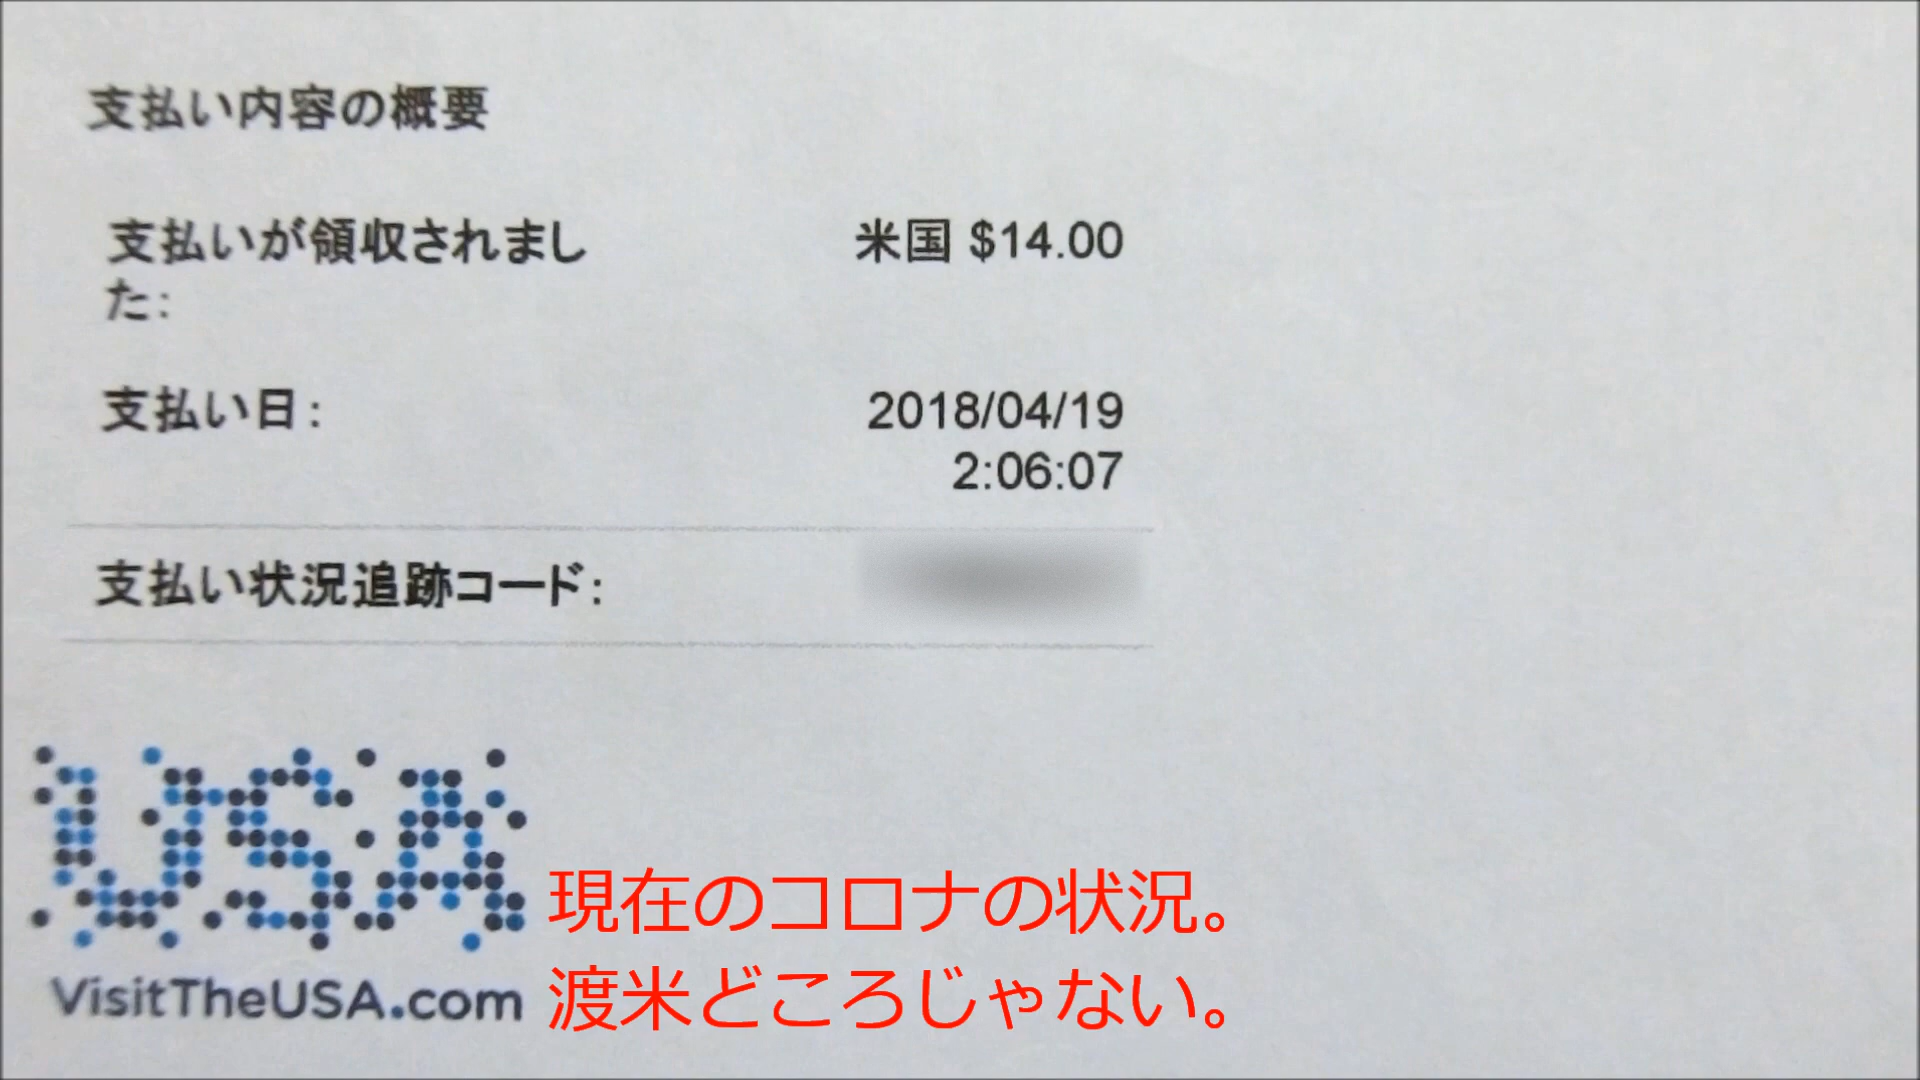 支払い内容の概要
支払いが領収されまし
た:
米国 $14.00
支払い日:
2018/04/19
2:06:07
支払い状況追跡コード:
USA
VisitTheUSA.com
現在のコロナの状況。
渡米どころじゃない。